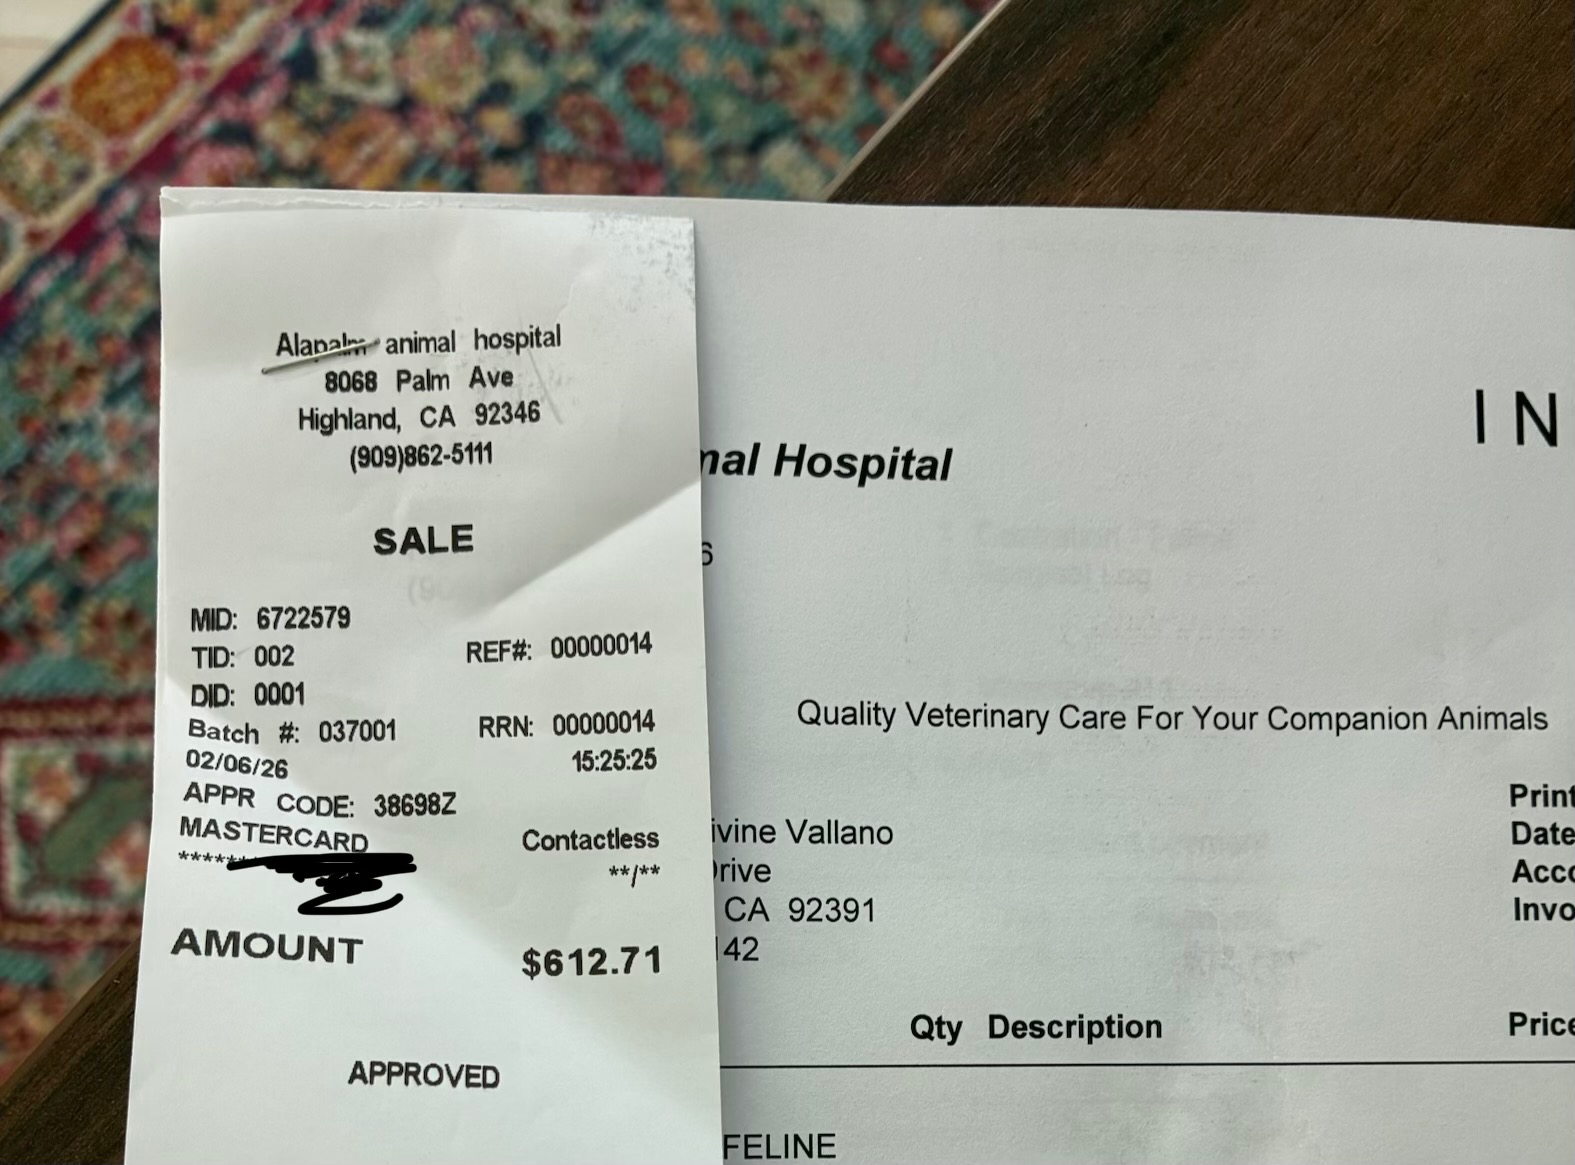 Alapalm animal hospital
8068 Palm Ave
Highland, CA 92346
(909)862-5111
SALE
MID: 6722579
TID: 002 REF#: 00000014
DID: 0001
Batch #: 037001 RRN: 00000014
02/06/26 15:25:25
APPR CODE: 38698Z
MASTERCARD Contactless
****** **/**
AMOUNT $612.71
APPROVED
IN
nal Hospital
6
Quality Veterinary Care For Your Companion Animals
Print
Date
Acco
Invo
ivine Vallano
Drive
CA 92391
142
Qty Description Price
FELINE